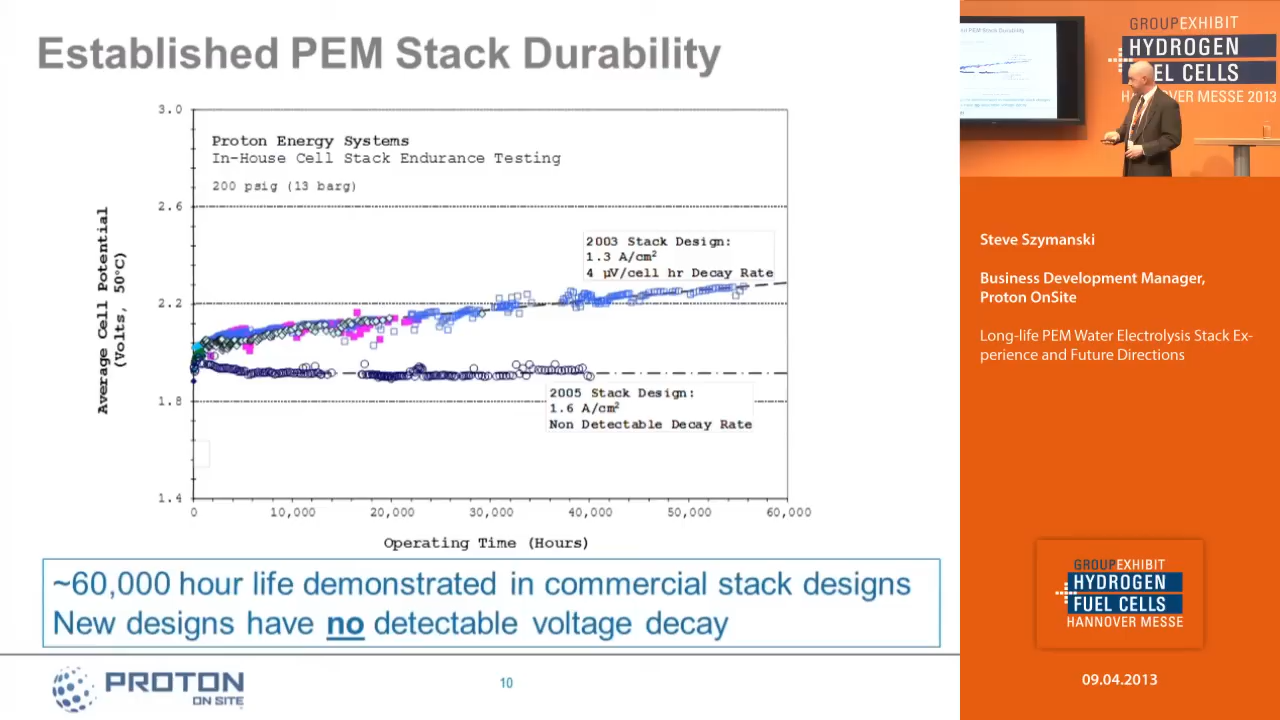 Established PEM Stack Durability
3.0
2.6
2.2
1.8
1.4
Average Cell Potential
(Volts, 50°C)
Proton Energy Systems
In-House Cell Stack Endurance Testing
200 psig (13 barg)
2003 Stack Design:
1.3 A/cm²
4 µV/cell hr Decay Rate
2005 Stack Design:
1.6 A/cm²
Non Detectable Decay Rate
0 10,000 20,000 30,000 40,000 50,000 60,000
Operating Time (Hours)
~60,000 hour life demonstrated in commercial stack designs
New designs have no detectable voltage decay
PROTON
ON SITE
10
GROUPEXHIBIT
HYDROGEN
FUEL CELLS
HANNOVER MESSE 2013
Steve Szymanski
Business Development Manager,
Proton OnSite
Long-life PEM Water Electrolysis Stack Ex-
perience and Future Directions
GROUPEXHIBIT
HYDROGEN
FUEL CELLS
HANNOVER MESSE
09.04.2013